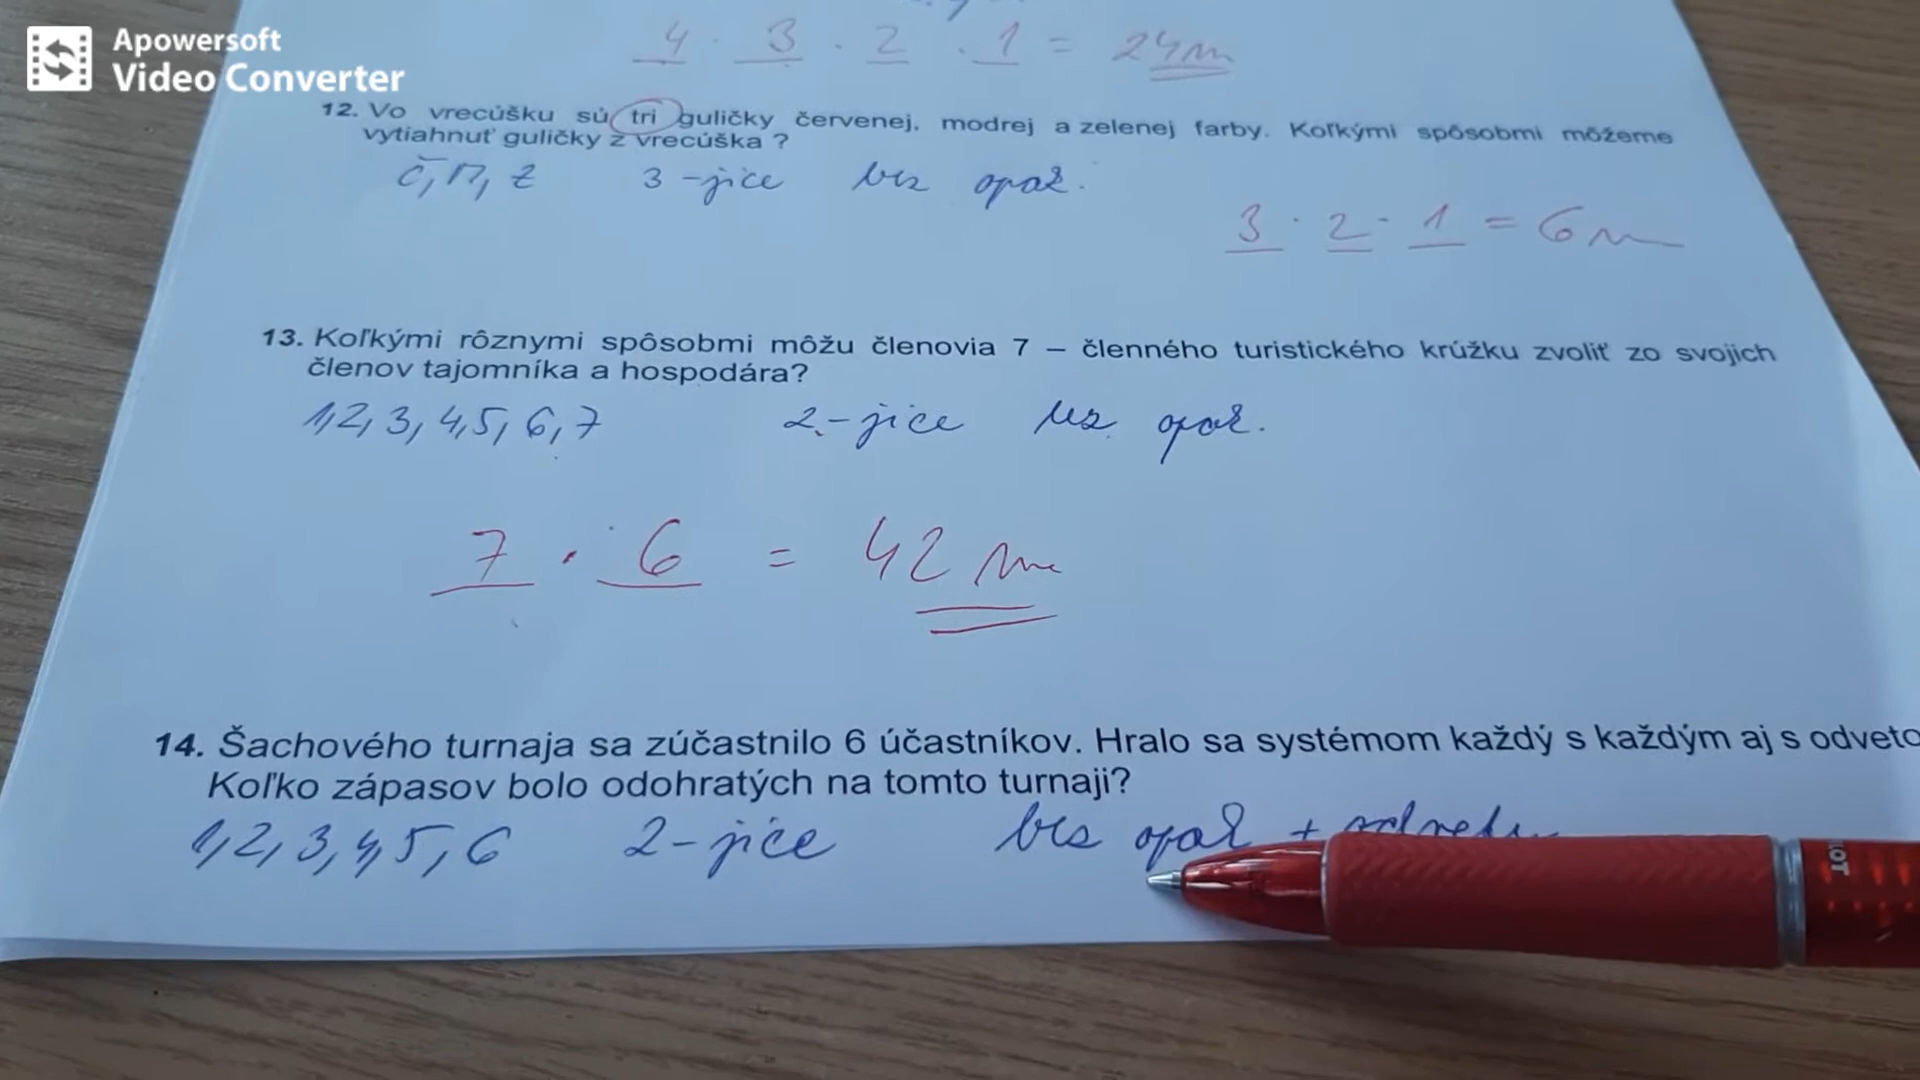 Apowersoft
Video Converter
4 · 3 · 2 · 1 = 24 m
12. Vo vrecúšku sú tri guličky červenej, modrej a zelenej farby. Koľkými spôsobmi môžeme
vytiahnuť guličky z vrecúška ?
Č, M, Z 3-jice bez opak.
3 · 2 · 1 = 6 m
13. Koľkými rôznymi spôsobmi môžu členovia 7 – členného turistického krúžku zvoliť zo svojich
členov tajomníka a hospodára?
1,2,3,4,5,6,7 2-jice bez opak.
7 · 6 = 42 m
14. Šachového turnaja sa zúčastnilo 6 účastníkov. Hralo sa systémom každý s každým aj s odveto
Koľko zápasov bolo odohratých na tomto turnaji?
1,2,3,4,5,6 2-jice bez opak +